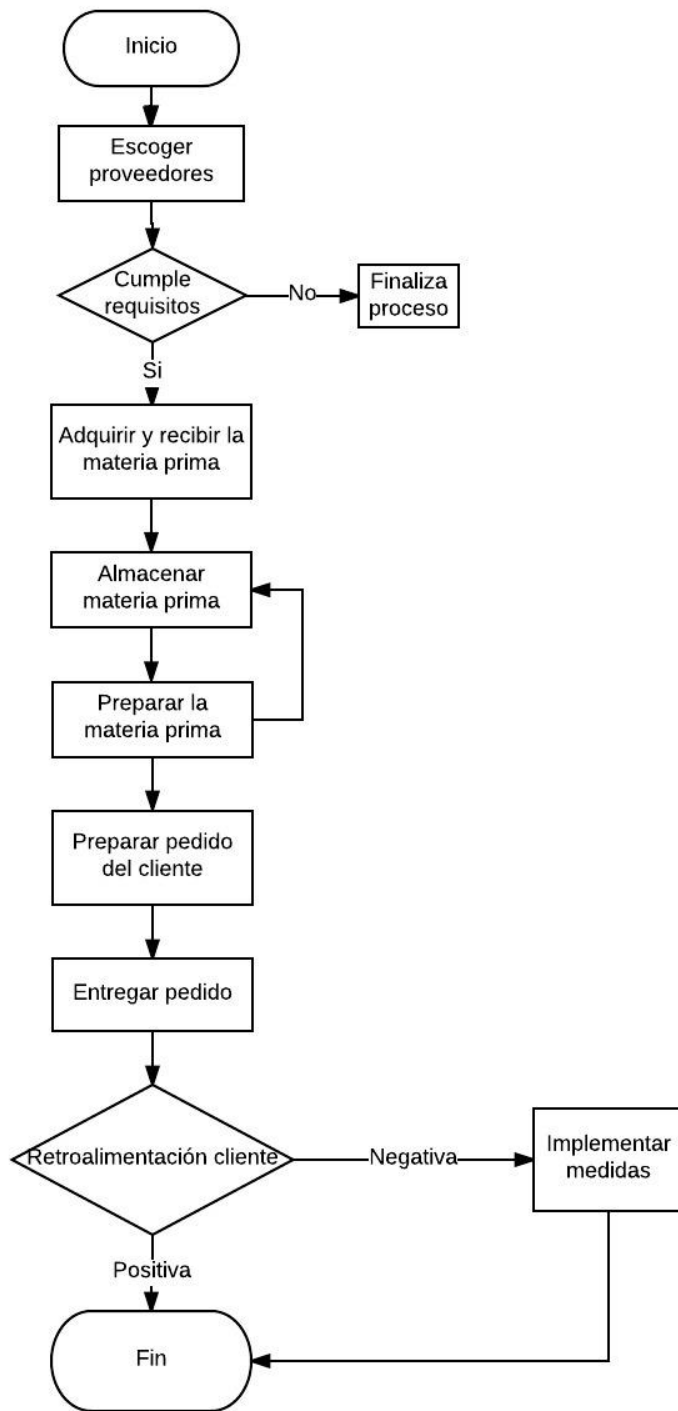 Inicio
Escoger
proveedores
Cumple
requisitos
No
Finaliza
proceso
Si
Adquirir y recibir la
materia prima
Almacenar
materia prima
Preparar la
materia prima
Preparar pedido
del cliente
Entregar pedido
Retroalimentación cliente
Negativa
Implementar
medidas
Positiva
Fin